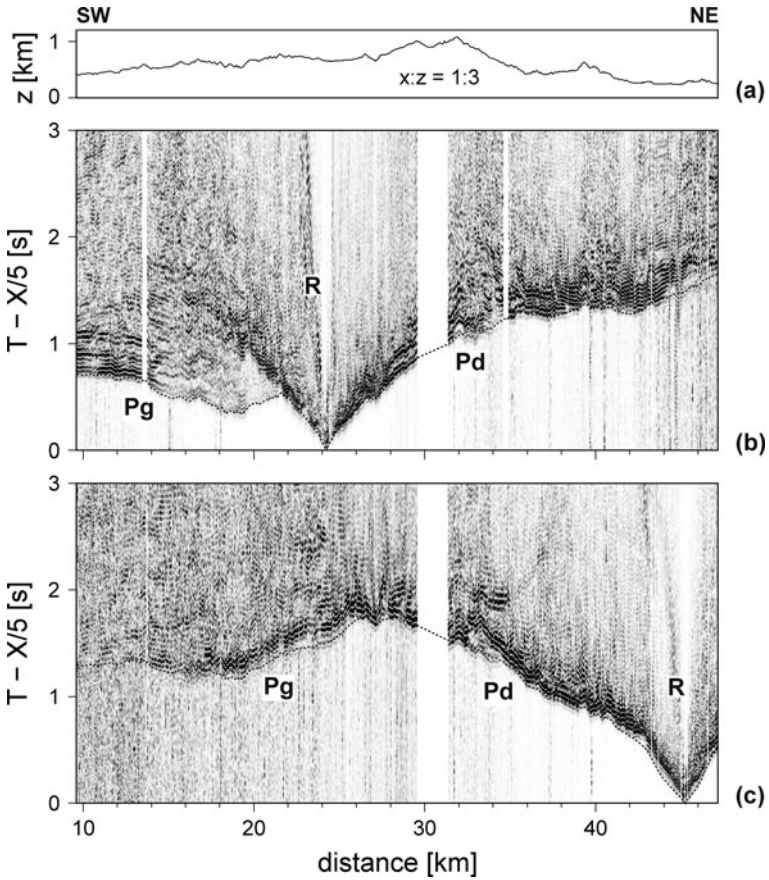 SW NE
z [km]
1
0
x:z = 1:3
(a)
T – X/5 [s]
3
2
1
0
R
Pg
Pd
(b)
T – X/5 [s]
3
2
1
0
Pg
Pd
R
(c)
10 20 30 40
distance [km]